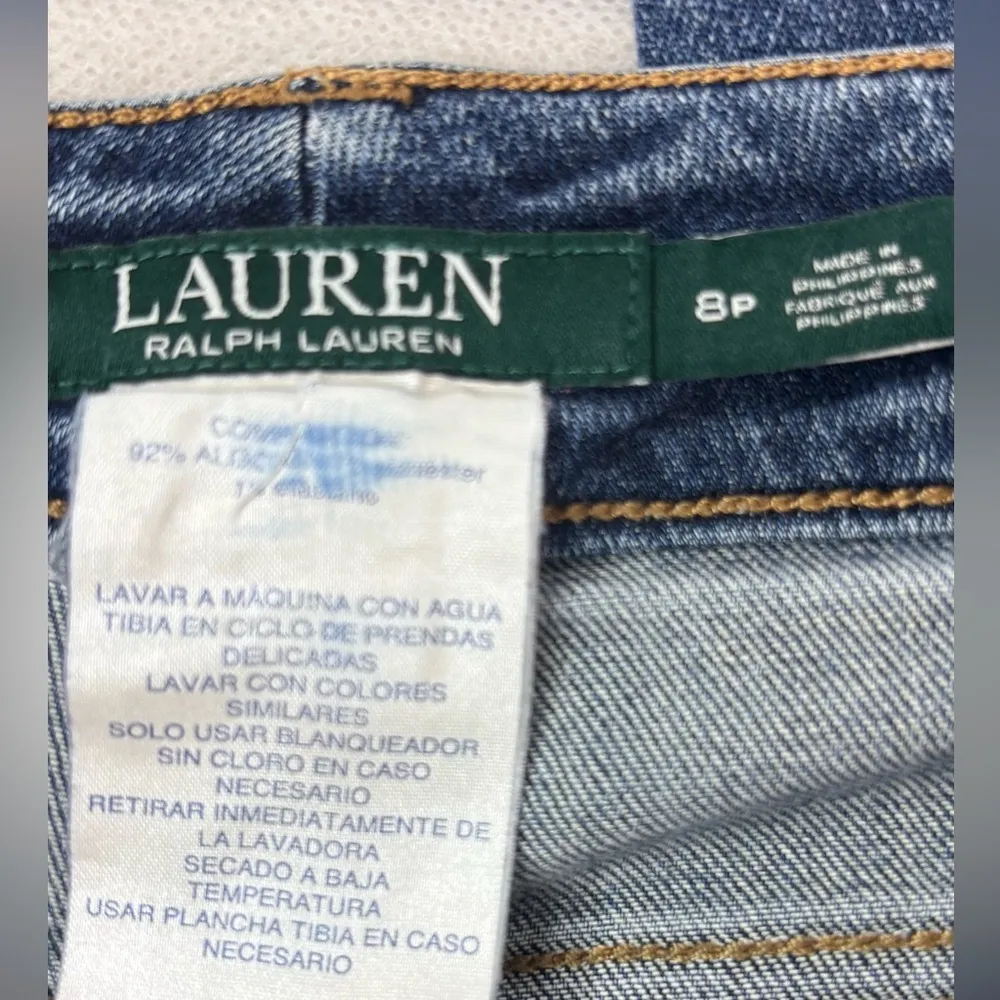 LAUREN
RALPH LAUREN
8P
MADE IN
PHILIPPINES
FABRIQUÉ AUX
PHILIPPINES
92%
1%
LAVAR A MÁQUINA CON AGUA
TIBIA EN CICLO DE PRENDAS
DELICADAS
LAVAR CON COLORES
SIMILARES
SOLO USAR BLANQUEADOR
SIN CLORO EN CASO
NECESARIO
RETIRAR INMEDIATAMENTE DE
LA LAVADORA
SECADO A BAJA
TEMPERATURA
USAR PLANCHA TIBIA EN CASO
NECESARIO